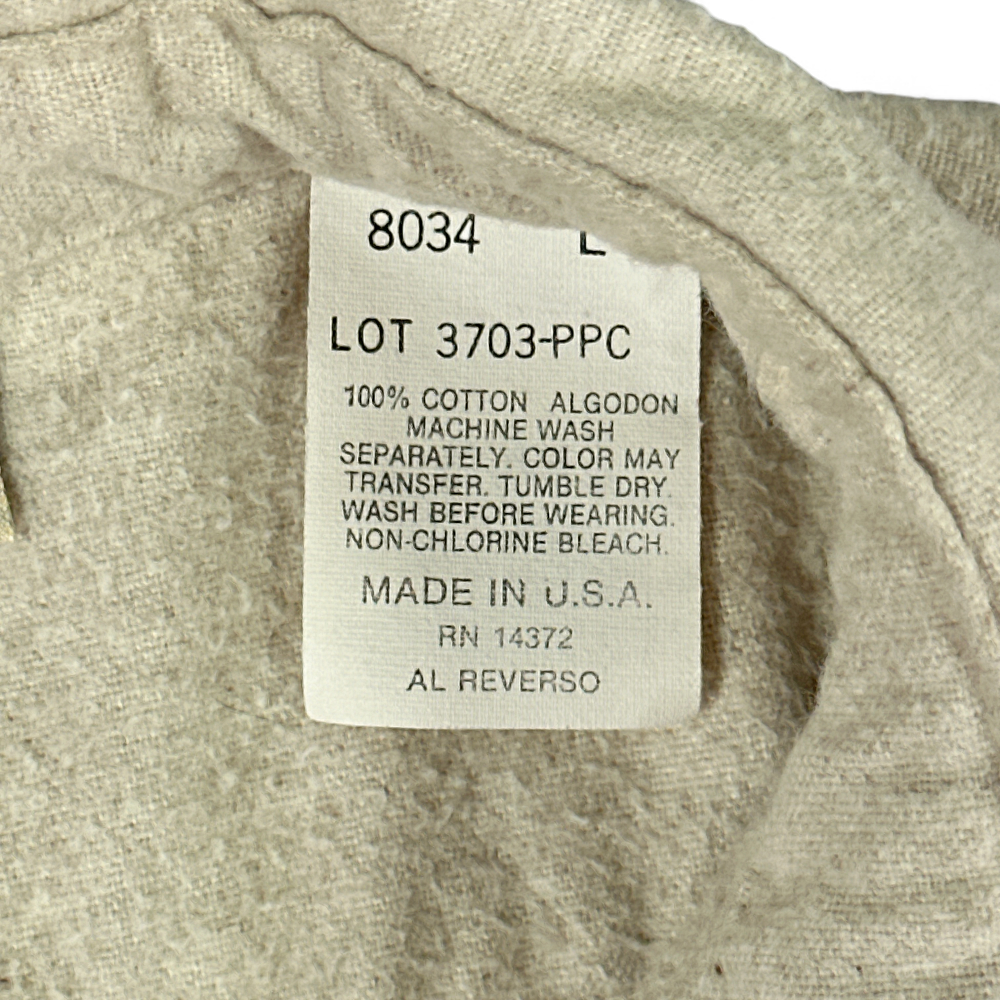 8034 L
LOT 3703-PPC
100% COTTON ALGODON
MACHINE WASH
SEPARATELY. COLOR MAY
TRANSFER. TUMBLE DRY.
WASH BEFORE WEARING.
NON-CHLORINE BLEACH.
MADE IN U.S.A.
RN 14372
AL REVERSO